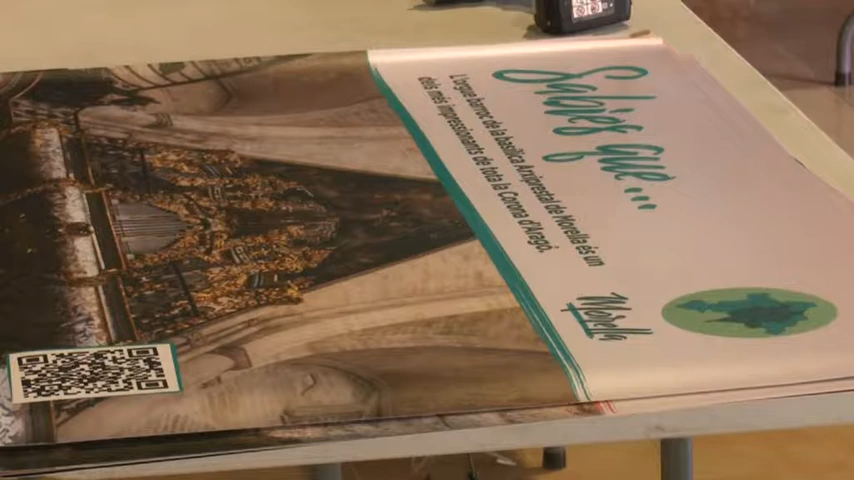 Sabies que...
L'orgue barroc de la basílica Arxiprestal de Morella és un
dels més impressionants de tota la Corona d'Aragó.
Morella